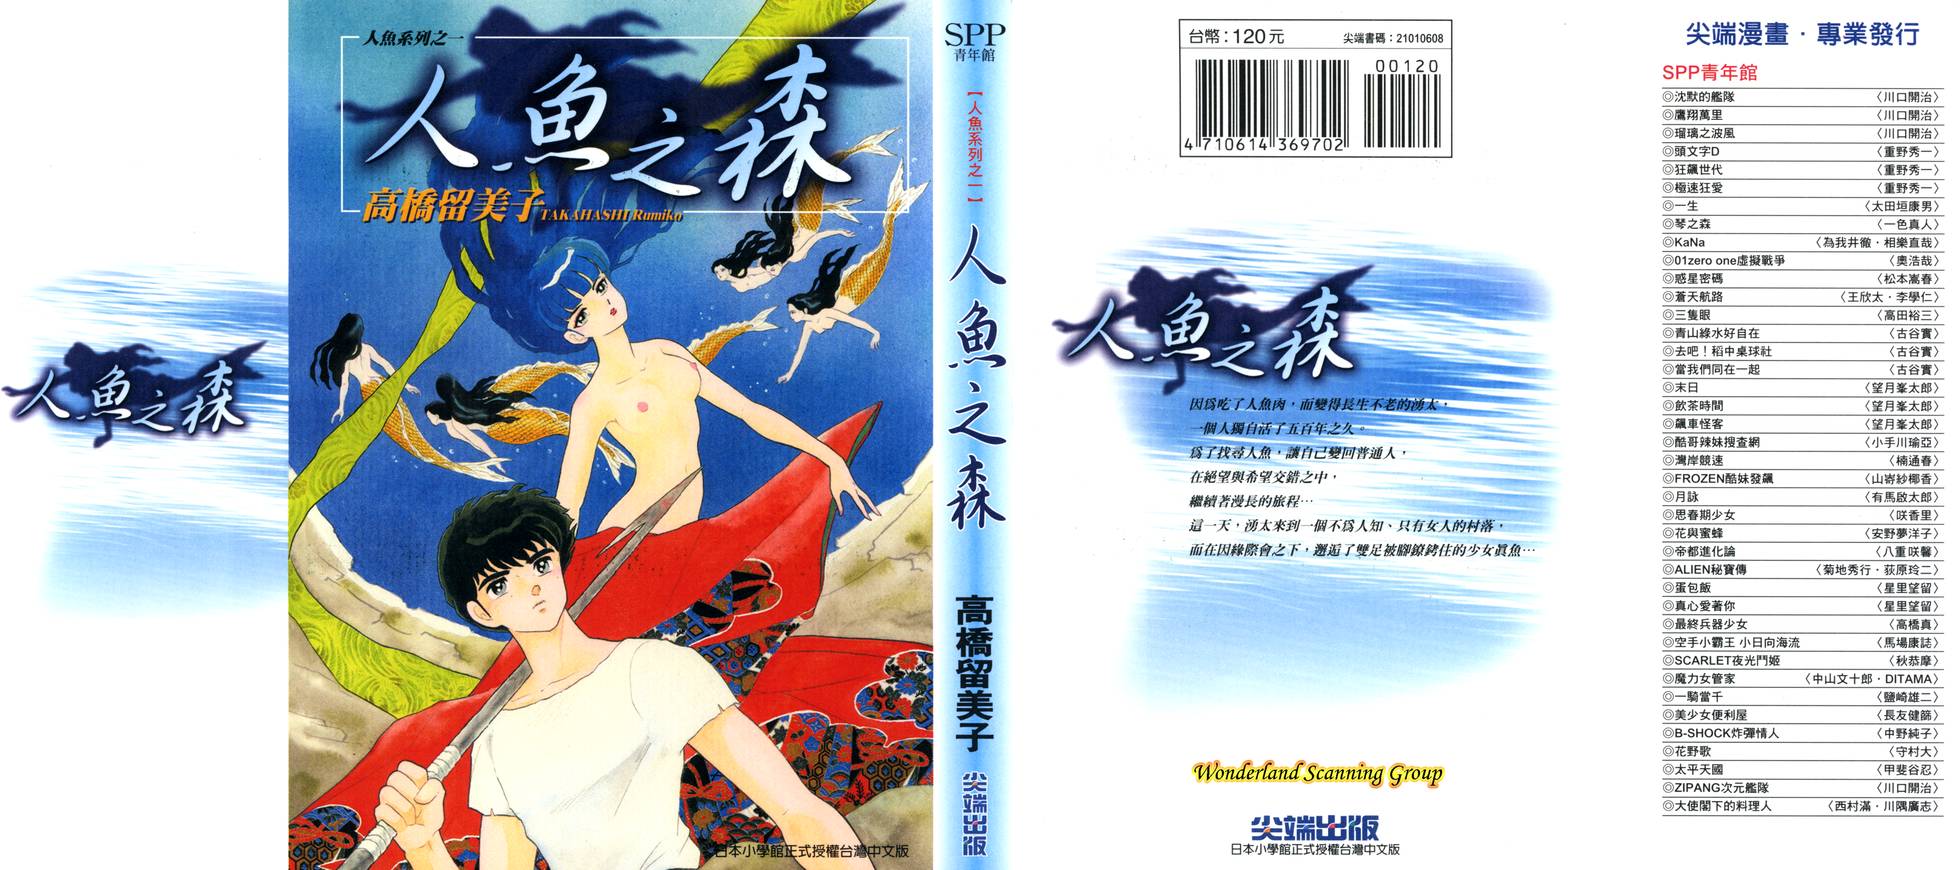 人魚之森
人魚系列之一
人魚之森
高橋留美子TAKAHASHI Rumiko
日本小學館正式授權台灣中文版
SPP
青年館
【人魚系列之一】
人魚之森
高橋留美子
尖端出版
台幣：120元
尖端書碼：21010608
00120
4 710614 369702
人魚之森
因為吃了人魚肉，而變得長生不老的湧太，
一個人獨自活了五百年之久。
為了找尋人魚，讓自己變回普通人，
在絕望與希望交錯之中，
繼續著漫長的旅程…
這一天，湧太來到一個不為人知、只有女人的村落，
而在因緣際會之下，邂逅了雙足被腳鐐銬住的少女真魚…
Wonderland Scanning Group
尖端出版
日本小學館正式授權台灣中文版
尖端漫畫·專業發行
SPP青年館
◎沈默的艦隊〈川口開治〉
◎鷹翔萬里〈川口開治〉
◎瑠璃之波風〈川口開治〉
◎頭文字D〈重野秀一〉
◎狂飆世代〈重野秀一〉
◎極速狂愛〈重野秀一〉
◎一生〈太田垣康男〉
◎琴之森〈一色真人〉
◎KaNa〈為我井徹·相樂直哉〉
◎01zero one虛擬戰爭〈奧浩哉〉
◎惑星密碼〈松本嵩春〉
◎蒼天航路〈王欣太·李學仁〉
◎三隻眼〈高田裕三〉
◎青山綠水好自在〈古谷實〉
◎去吧！稻中桌球社〈古谷實〉
◎當我們同在一起〈古谷實〉
◎末日〈望月峯太郎〉
◎飲茶時間〈望月峯太郎〉
◎飆車怪客〈望月峯太郎〉
◎酷哥辣妹搜查網〈小手川瑜亞〉
◎灣岸競速〈楠通春〉
◎FROZEN酷妹發飆〈山嵜紗椰香〉
◎月詠〈有馬啟太郎〉
◎思春期少女〈咲香里〉
◎花與蜜蜂〈安野夢洋子〉
◎帝都進化論〈八重咲馨〉
◎ALIEN秘寶傳〈菊地秀行·荻原玲二〉
◎蛋包飯〈星里望留〉
◎真心愛著你〈星里望留〉
◎最終兵器少女〈高橋真〉
◎空手小霸王 小日向海流〈馬場康誌〉
◎SCARLET夜光鬥姬〈秋恭摩〉
◎魔力女管家〈中山文十郎·DITAMA〉
◎一騎當千〈鹽崎雄二〉
◎美少女便利屋〈長友健篩〉
◎B-SHOCK炸彈情人〈中野純子〉
◎花野歌〈守村大〉
◎太平天國〈甲斐谷忍〉
◎ZIPANG次元艦隊〈川口開治〉
◎大使閣下的料理人〈西村滿·川隅廣志〉